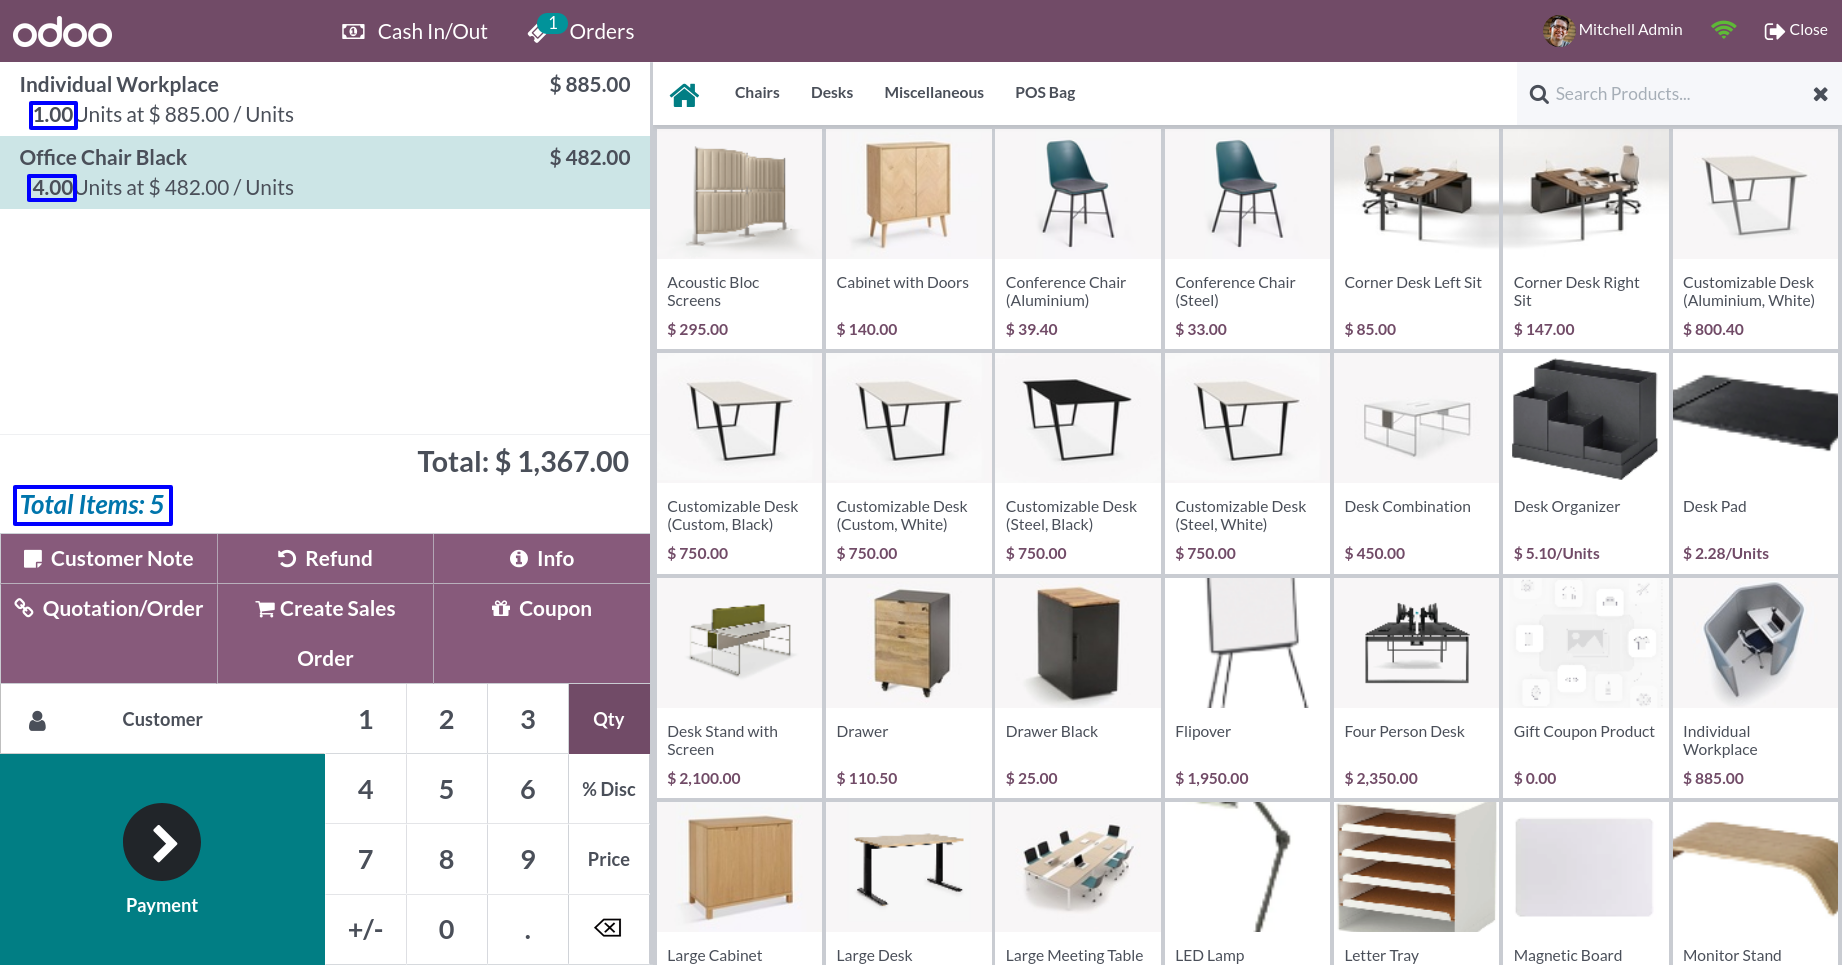 odoo
Cash In/Out
1
Orders
Mitchell Admin
Close
Individual Workplace $ 885.00
1.00 Units at $ 885.00 / Units
Office Chair Black $ 482.00
4.00 Units at $ 482.00 / Units
Total: $ 1,367.00
Total Items: 5
Customer Note Refund Info
Quotation/Order Create Sales Coupon
Order
Customer 1 2 3 Qty
4 5 6 % Disc
7 8 9 Price
Payment
+/- 0 .
Chairs Desks Miscellaneous POS Bag Search Products...
Acoustic Bloc
Screens
$ 295.00
Cabinet with Doors
$ 140.00
Conference Chair
(Aluminium)
$ 39.40
Conference Chair
(Steel)
$ 33.00
Corner Desk Left Sit
$ 85.00
Corner Desk Right
Sit
$ 147.00
Customizable Desk
(Aluminium, White)
$ 800.40
Customizable Desk
(Custom, Black)
$ 750.00
Customizable Desk
(Custom, White)
$ 750.00
Customizable Desk
(Steel, Black)
$ 750.00
Customizable Desk
(Steel, White)
$ 750.00
Desk Combination
$ 450.00
Desk Organizer
$ 5.10/Units
Desk Pad
$ 2.28/Units
Desk Stand with
Screen
$ 2,100.00
Drawer
$ 110.50
Drawer Black
$ 25.00
Flipover
$ 1,950.00
Four Person Desk
$ 2,350.00
Gift Coupon Product
$ 0.00
Individual
Workplace
$ 885.00
Large Cabinet
Large Desk
Large Meeting Table
LED Lamp
Letter Tray
Magnetic Board
Monitor Stand